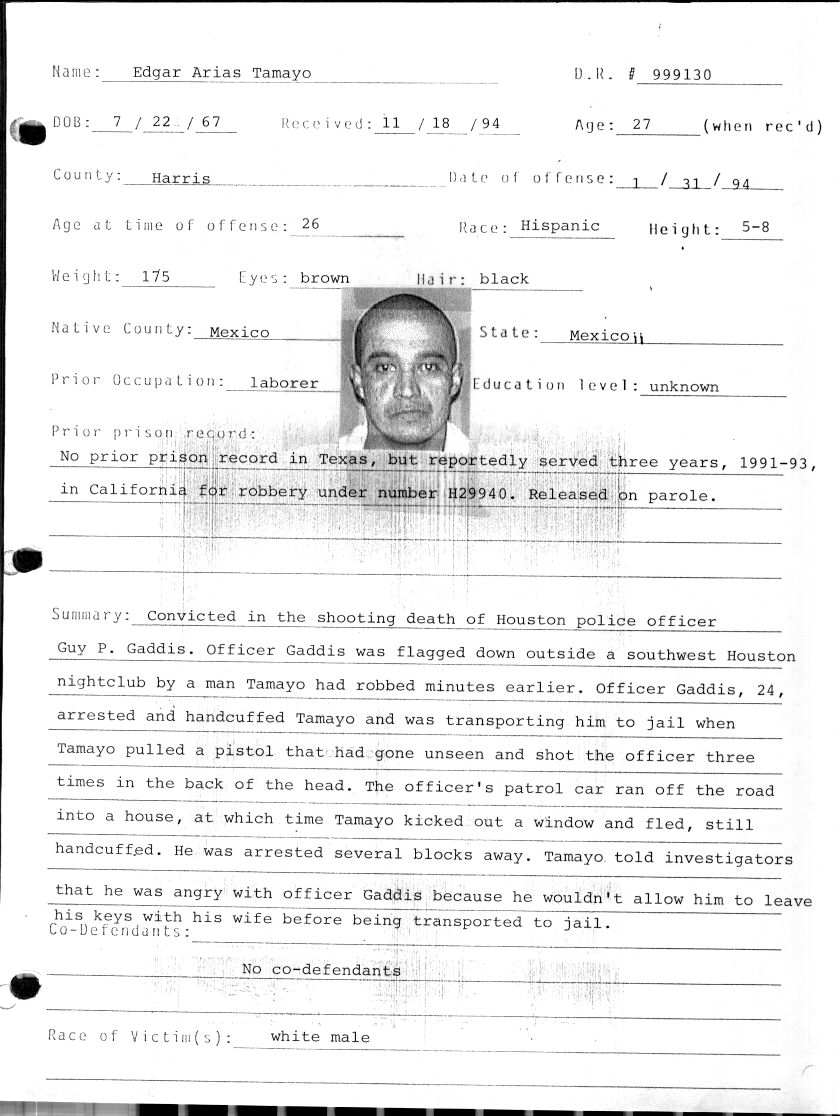 Name: Edgar Arias Tamayo D.R. # 999130
DOB: 7 / 22 / 67 Received: 11 / 18 / 94 Age: 27 (when rec'd)
County: Harris Date of offense: 1 / 31 / 94
Age at time of offense: 26 Race: Hispanic Height: 5-8
Weight: 175 Eyes: brown Hair: black
Native County: Mexico State: Mexico
Prior Occupation: laborer Education level: unknown
Prior prison record:
No prior prison record in Texas, but reportedly served three years, 1991-93,
in California for robbery under number H29940. Released on parole.
Summary: Convicted in the shooting death of Houston police officer
Guy P. Gaddis. Officer Gaddis was flagged down outside a southwest Houston
nightclub by a man Tamayo had robbed minutes earlier. Officer Gaddis, 24,
arrested and handcuffed Tamayo and was transporting him to jail when
Tamayo pulled a pistol that had gone unseen and shot the officer three
times in the back of the head. The officer's patrol car ran off the road
into a house, at which time Tamayo kicked out a window and fled, still
handcuffed. He was arrested several blocks away. Tamayo told investigators
that he was angry with officer Gaddis because he wouldn't allow him to leave
his keys with his wife before being transported to jail.
Co-Defendants:
No co-defendants
Race of Victim(s): white male